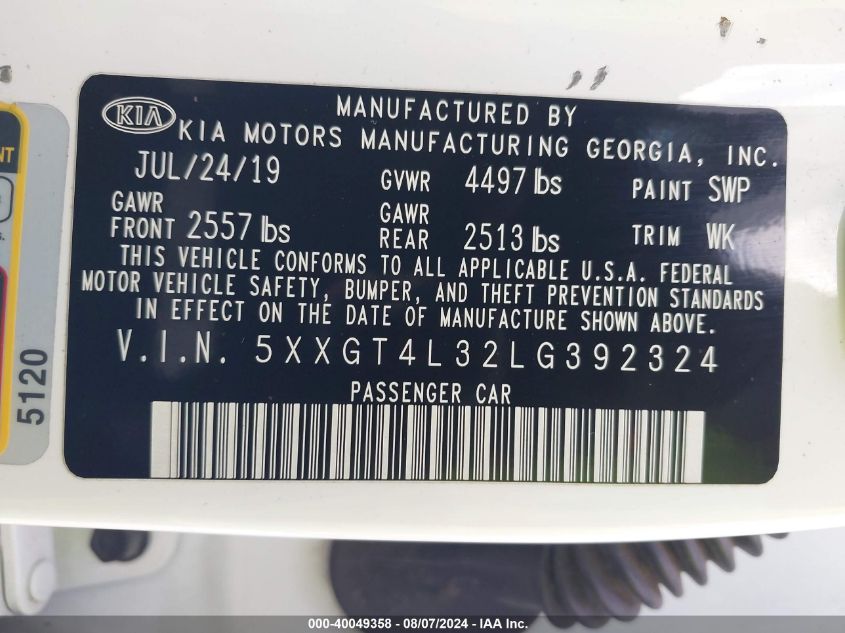 KIA
MANUFACTURED BY
KIA MOTORS MANUFACTURING GEORGIA, INC.
JUL/24/19
GVWR 4497 lbs
PAINT SWP
GAWR
FRONT 2557 lbs
GAWR
REAR 2513 lbs
TRIM WK
THIS VEHICLE CONFORMS TO ALL APPLICABLE U.S.A. FEDERAL
MOTOR VEHICLE SAFETY, BUMPER, AND THEFT PREVENTION STANDARDS
IN EFFECT ON THE DATE OF MANUFACTURE SHOWN ABOVE.
V.I.N. 5XXGT4L32LG392324
PASSENGER CAR
5120
000-40049358 - 08/07/2024 - IAA Inc.